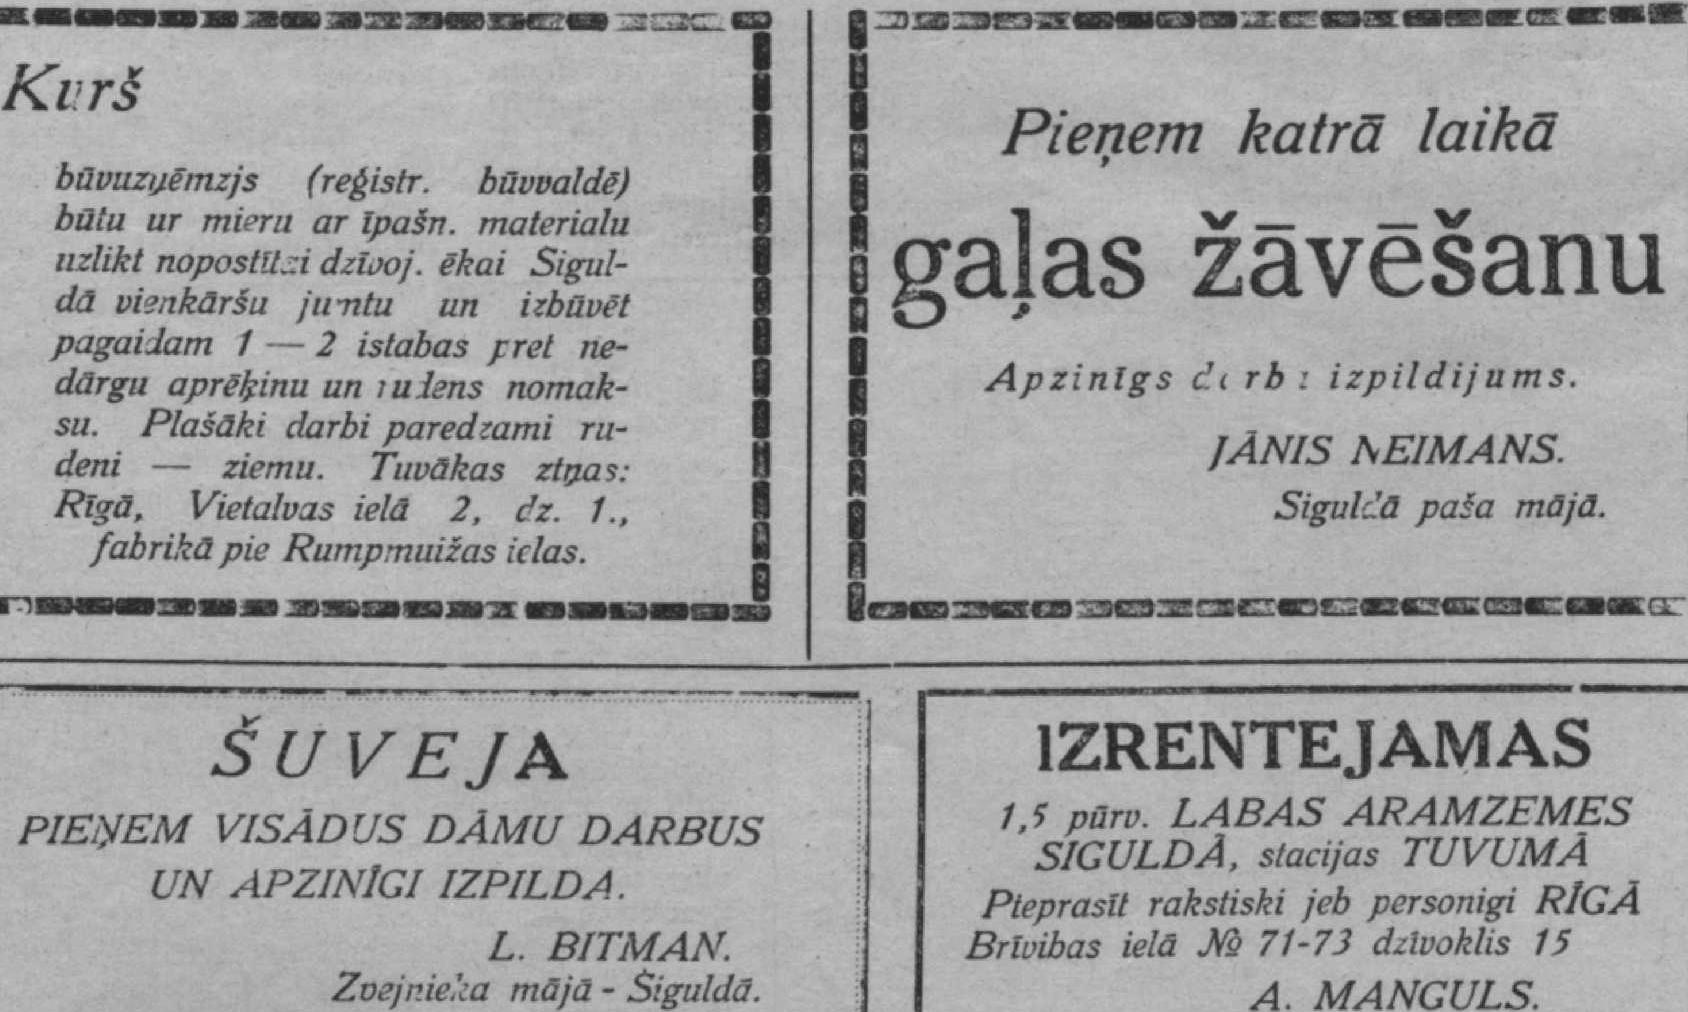 Kurš
būvuzņēmzjs (reģistr. būvvaldē)
būtu ur mieru ar īpašn. materialu
uzlikt nopostītai dzīvoj. ēkai Sigul-
dā vienkāršu jumtu un izbūvēt
pagaidam 1 — 2 istabas pret ne-
dārgu aprēķinu un rudens nomak-
su. Plašāki darbi paredzami ru-
deni — ziemu. Tuvākas ziņas:
Rīgā, Vietalvas ielā 2, dz. 1.,
fabrikā pie Rumpmuižas ielas.
Pieņem katrā laikā
gaļas žāvēšanu
Apzinīgs darba izpildijums.
JĀNIS NEIMANS.
Siguldā paša mājā.
ŠUVEJA
PIEŅEM VISĀDUS DĀMU DARBUS
UN APZINĪGI IZPILDA.
L. BITMAN.
Zvejnieka mājā - Siguldā.
IZRENTEJAMAS
1,5 pūrv. LABAS ARAMZEMES
SIGULDĀ, stacijas TUVUMĀ
Pieprasīt rakstiski jeb personigi RĪGĀ
Brīvibas ielā № 71-73 dzīvoklis 15
A. MANGULS.